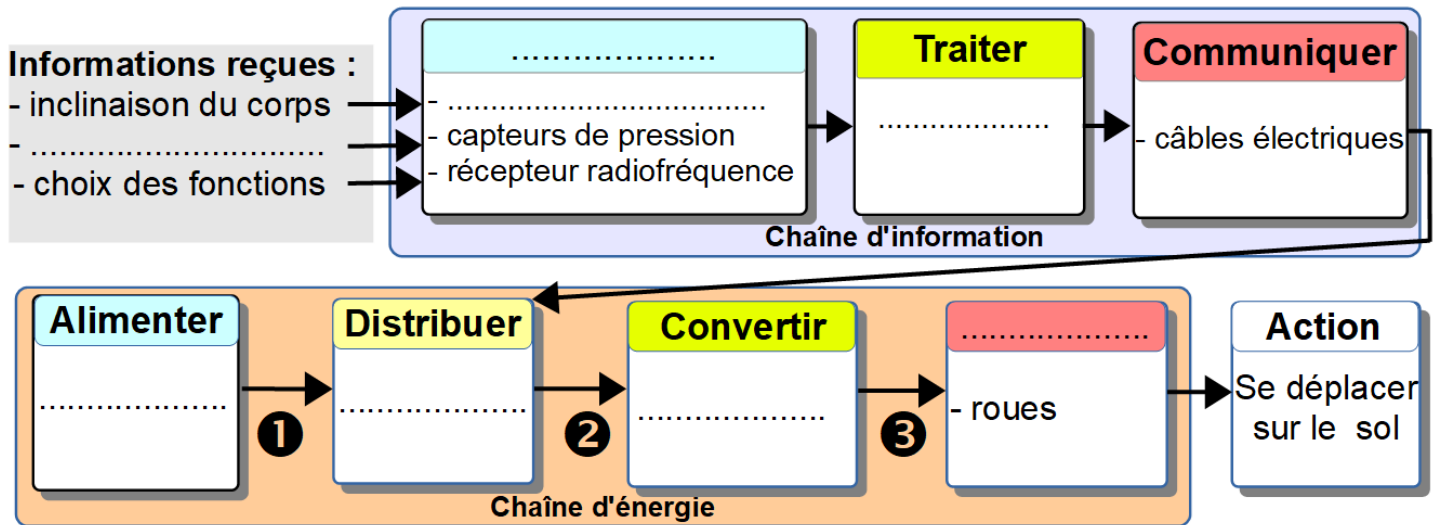 Informations reçues :
- inclinaison du corps
- ..............................
- choix des fonctions
....................
- .....................................
- capteurs de pression
- récepteur radiofréquence
Traiter
....................
Communiquer
- câbles électriques
Chaîne d'information
Alimenter
....................
❶
Distribuer
....................
❷
Convertir
....................
❸
....................
- roues
Action
Se déplacer
sur le sol
Chaîne d'énergie